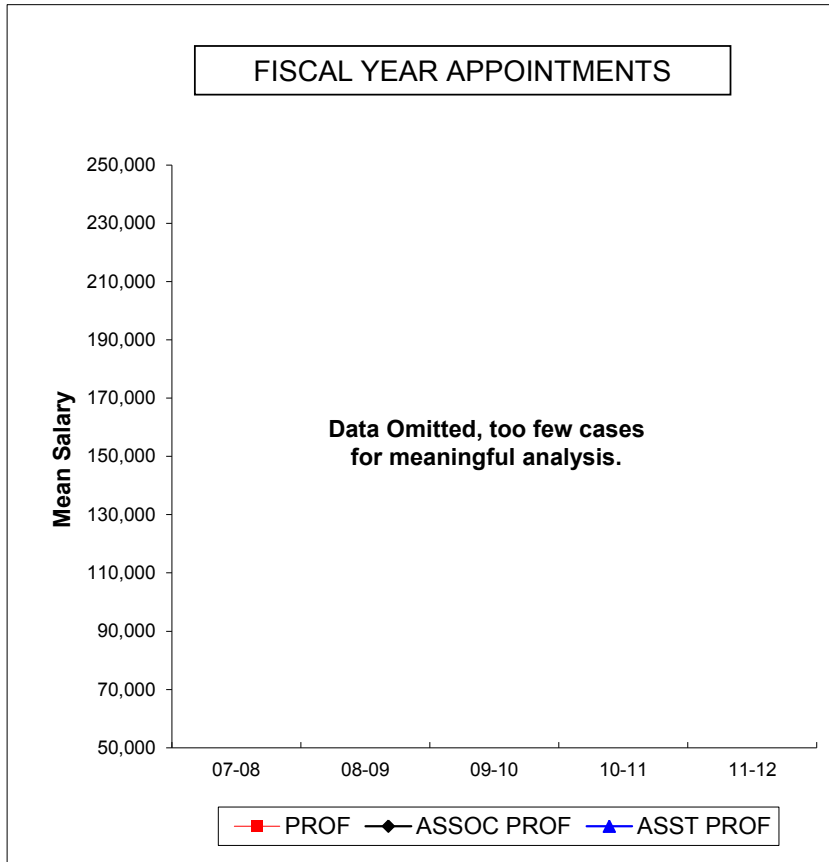 FISCAL YEAR APPOINTMENTS
250,000
230,000
210,000
190,000
170,000
150,000
130,000
110,000
90,000
70,000
50,000
Mean Salary
Data Omitted, too few cases
for meaningful analysis.
07-08 08-09 09-10 10-11 11-12
PROF ASSOC PROF ASST PROF